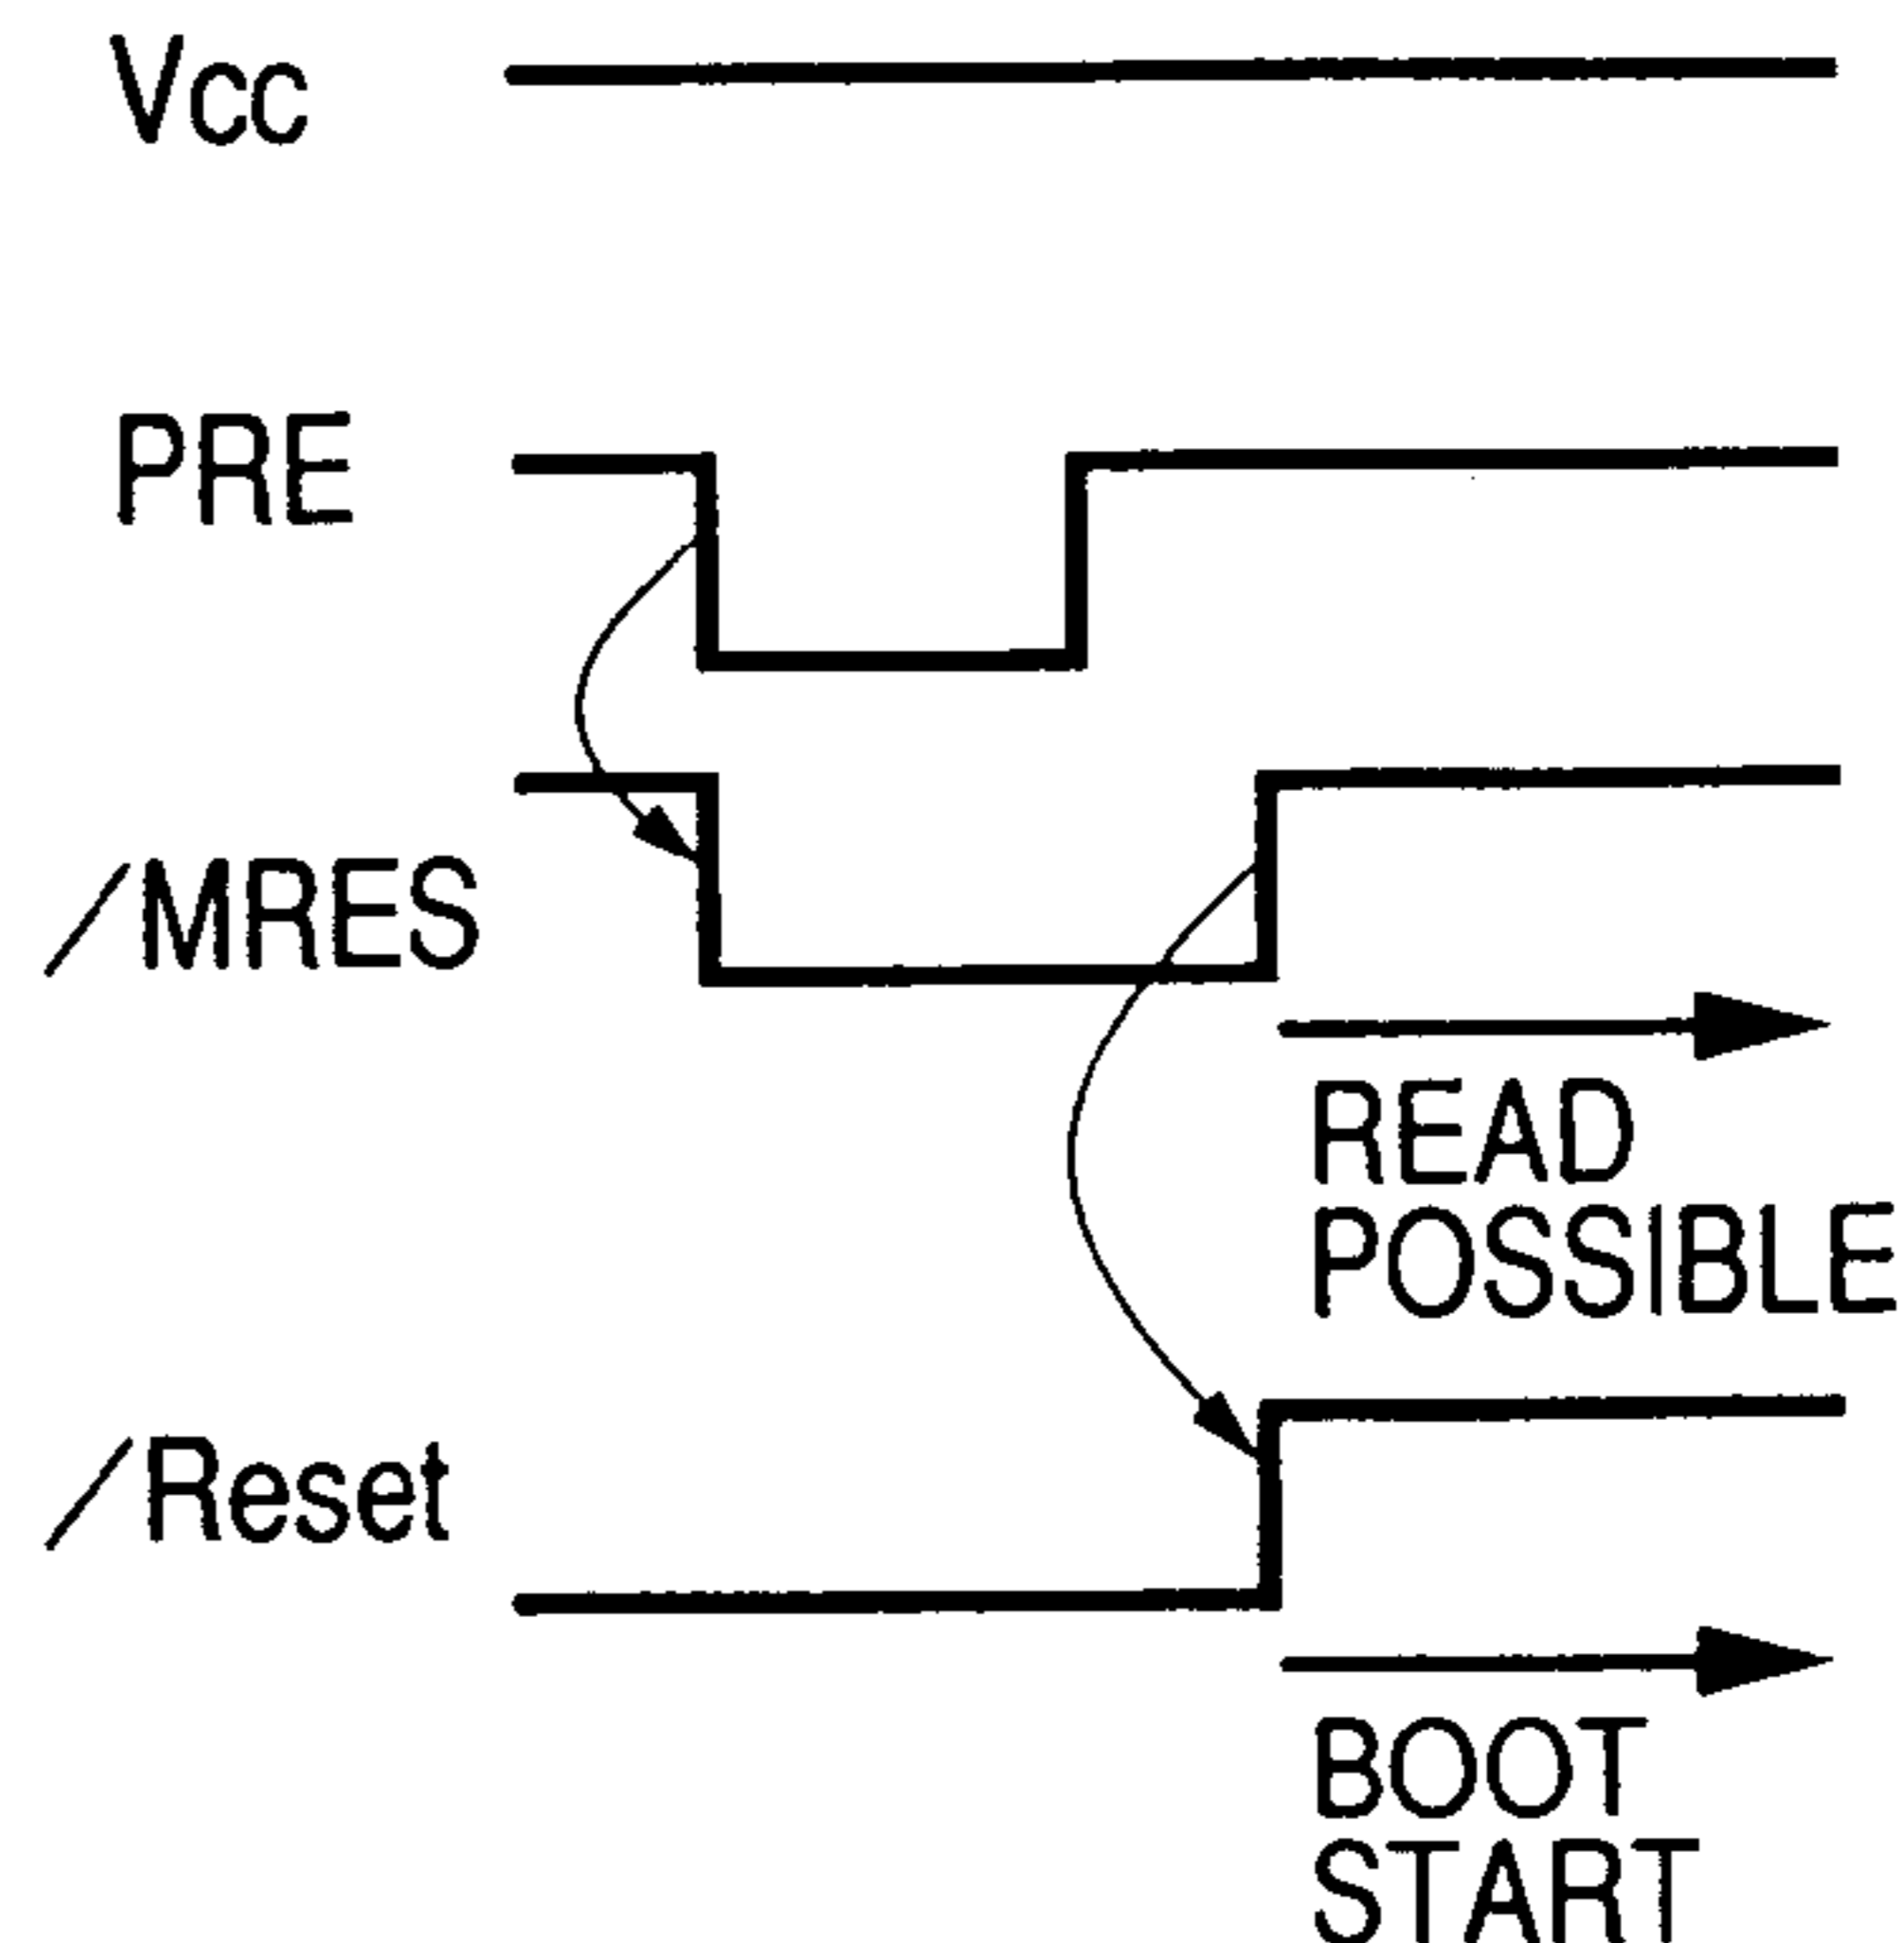 Vcc
PRE
/MRES
READ
POSSIBLE
/Reset
BOOT
START